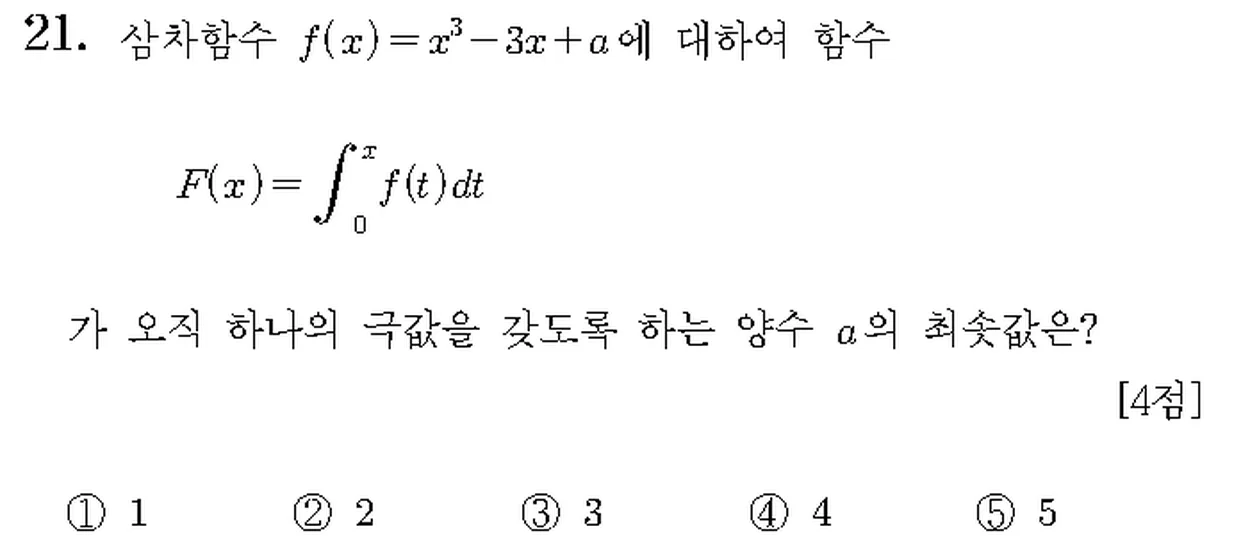 21. 삼차함수 f(x)=x³-3x+a에 대하여 함수
F(x)=∫₀ˣ f(t)dt
가 오직 하나의 극값을 갖도록 하는 양수 a의 최솟값은?
[4점]
① 1 ② 2 ③ 3 ④ 4 ⑤ 5